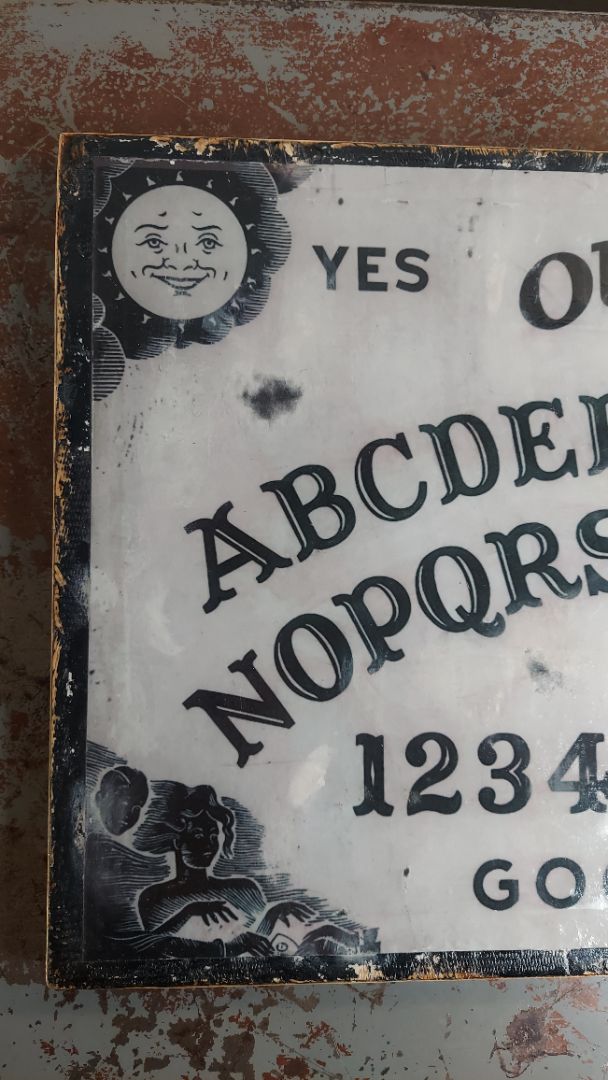 YES
OU
ABCDE
NOPQRS
1234
GO